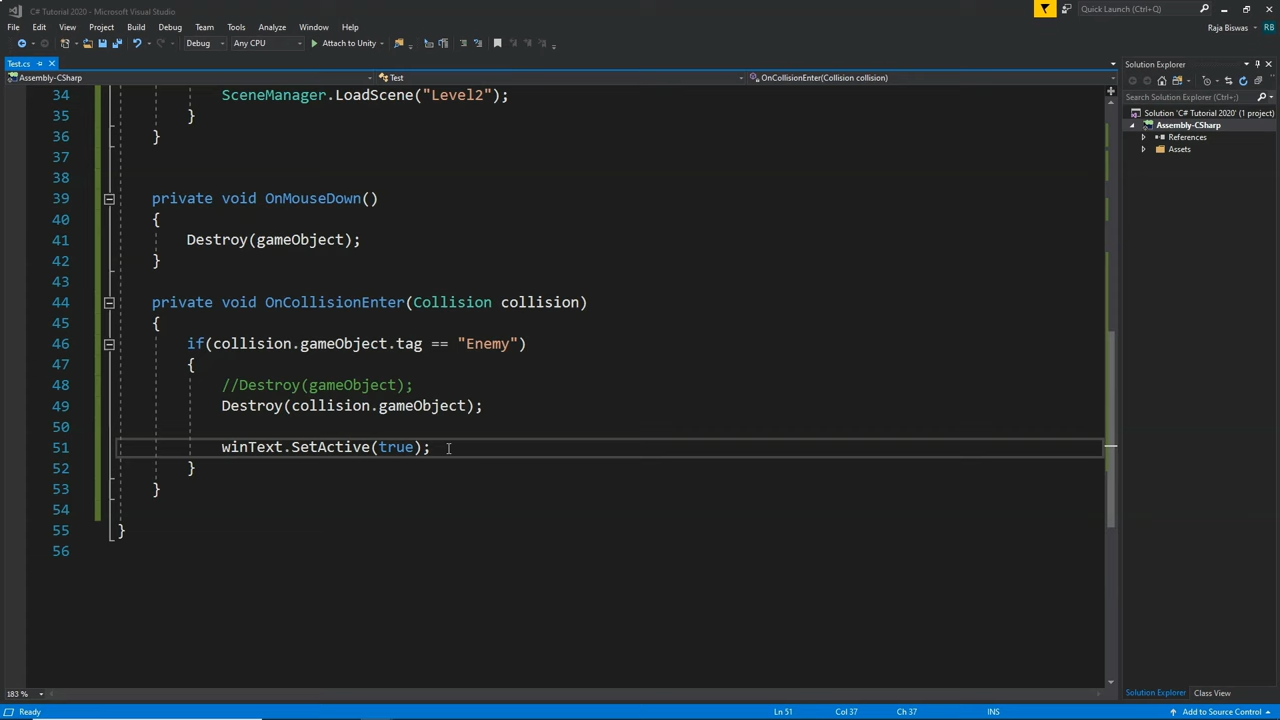 C# Tutorial 2020 - Microsoft Visual Studio
Quick Launch (Ctrl+;)
File Edit View Project Build Debug Team Tools Test Analyze Window Help
Raja Biswas RB
Debug Any CPU Attach to Unity
Test.cs
Solution Explorer
Assembly-CSharp Test OnCollisionEnter(Collision collision)
Search Solution Explorer (Ctrl+;)
Solution 'C# Tutorial 2020' (1 project)
Assembly-CSharp
References
Assets
34 SceneManager.LoadScene("Level2");
35 }
36 }
37
38
39 private void OnMouseDown()
40 {
41 Destroy(gameObject);
42 }
43
44 private void OnCollisionEnter(Collision collision)
45 {
46 if(collision.gameObject.tag == "Enemy")
47 {
48 //Destroy(gameObject);
49 Destroy(collision.gameObject);
50
51 winText.SetActive(true);
52 }
53 }
54
55 }
56
183 %
Solution Explorer Class View
Ready Ln 51 Col 37 Ch 37 INS Add to Source Control